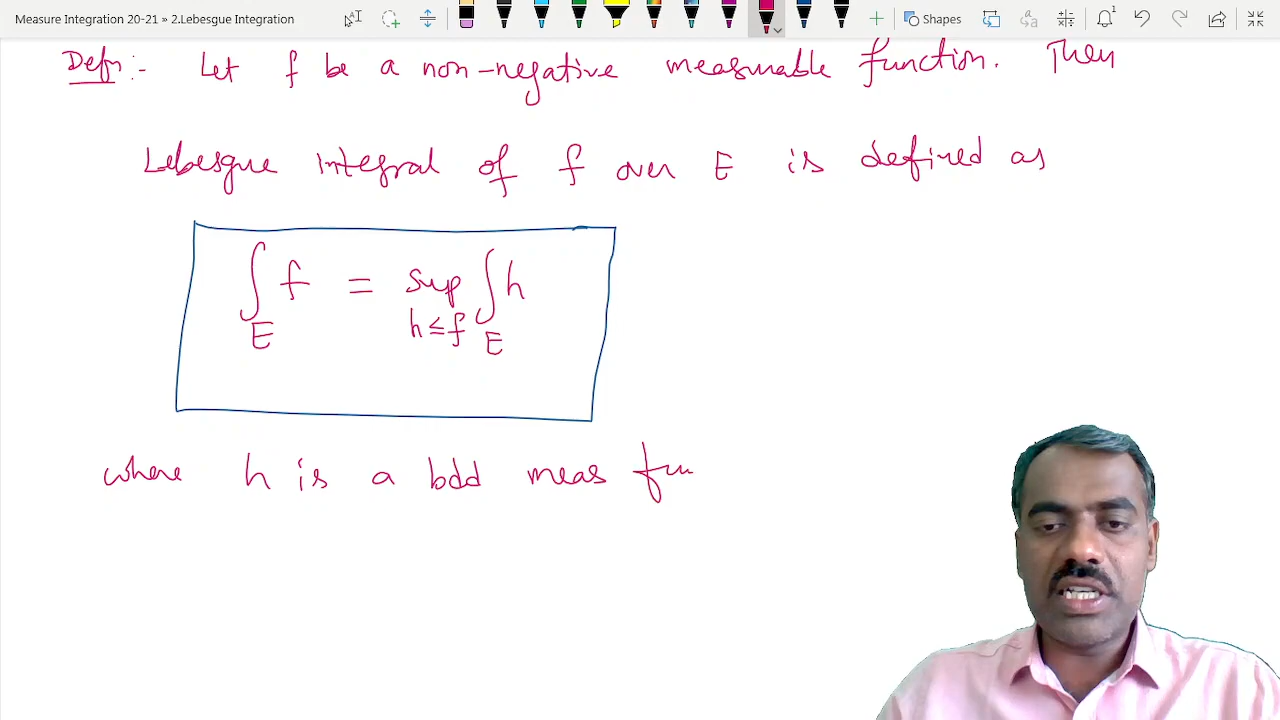 Measure Integration 20-21 » 2.Lebesgue Integration
Shapes
Defn:- Let f be a non-negative measurable function. Then
Lebesgue integral of f over E is defined as
∫_E f = sup_{h≤f} ∫_E h
where h is a bdd meas fun